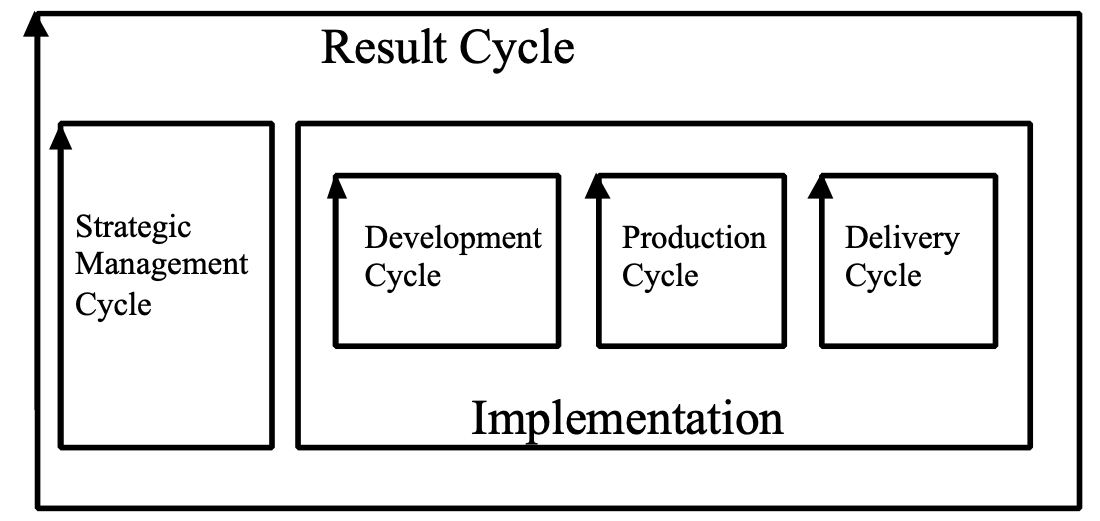 Result Cycle
Strategic
Management
Cycle
Development
Cycle
Production
Cycle
Delivery
Cycle
Implementation